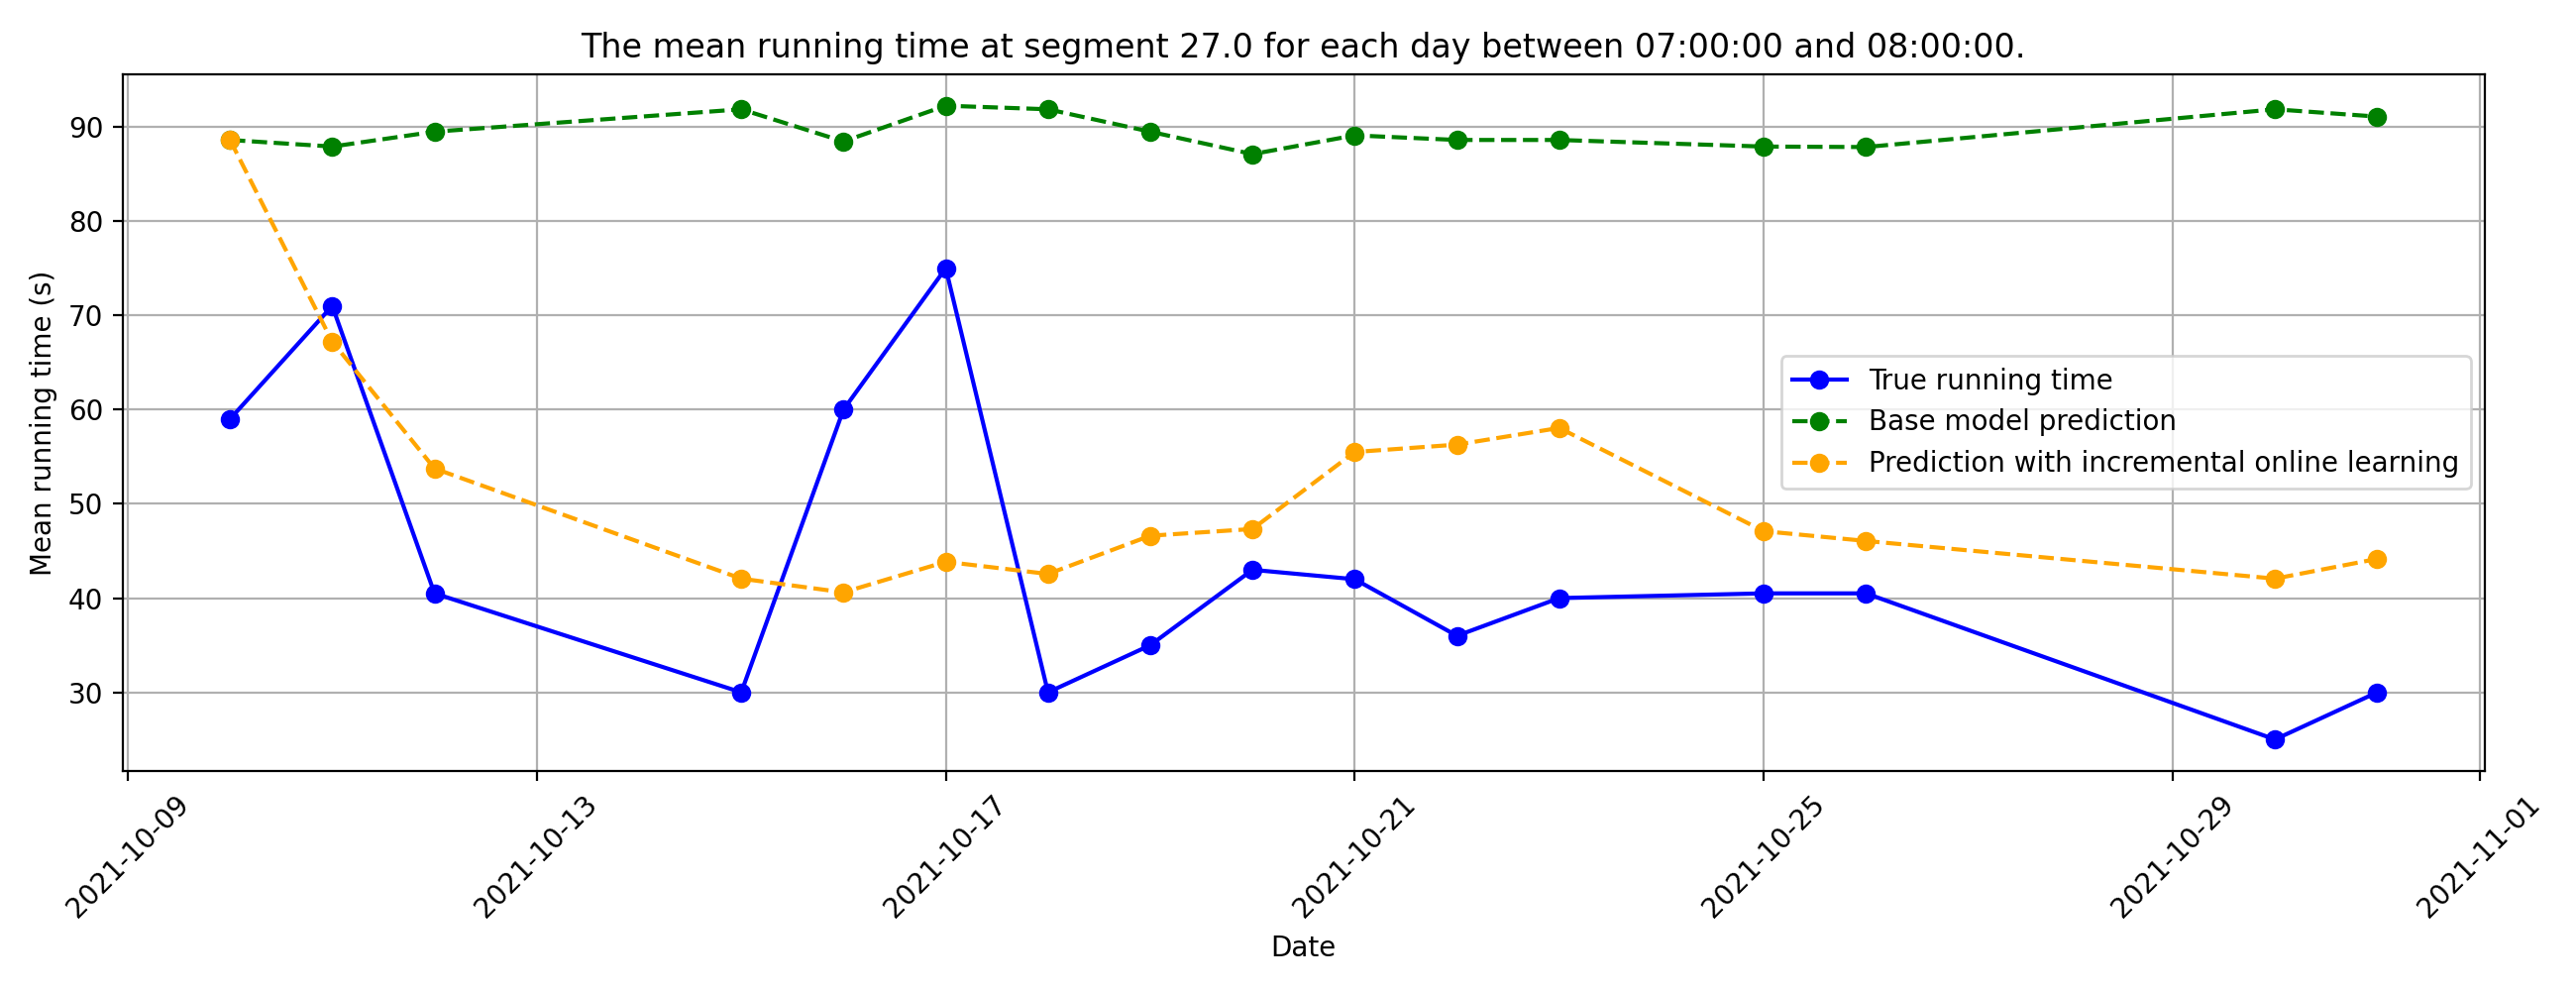 The mean running time at segment 27.0 for each day between 07:00:00 and 08:00:00.
Mean running time (s)
90
80
70
60
50
40
30
True running time
Base model prediction
Prediction with incremental online learning
2021-10-09
2021-10-13
2021-10-17
2021-10-21
2021-10-25
2021-10-29
2021-11-01
Date